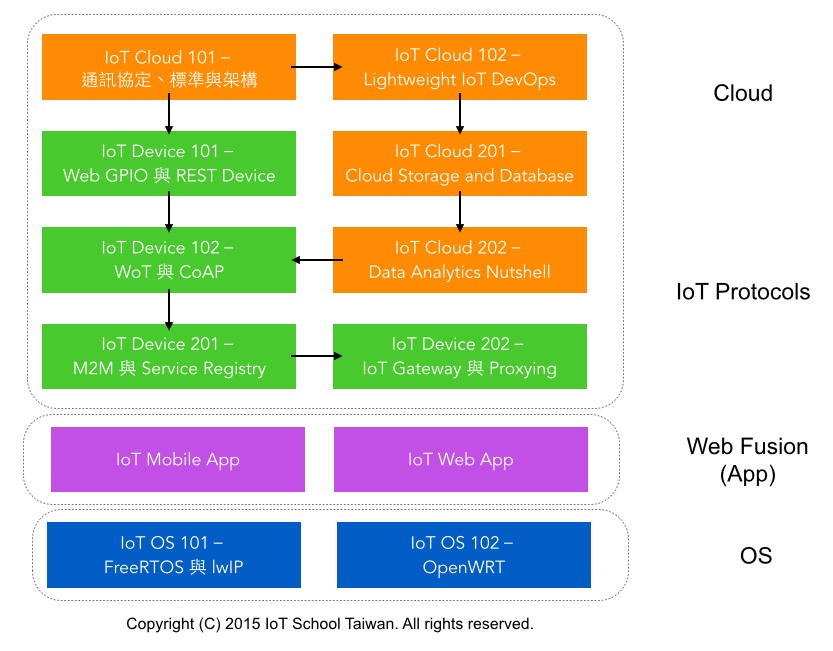 IoT Cloud 101 –
通訊協定、標準與架構
IoT Cloud 102 –
Lightweight IoT DevOps
Cloud
IoT Device 101 –
Web GPIO 與 REST Device
IoT Cloud 201 –
Cloud Storage and Database
IoT Device 102 –
WoT 與 CoAP
IoT Cloud 202 –
Data Analytics Nutshell
IoT Protocols
IoT Device 201 –
M2M 與 Service Registry
IoT Device 202 –
IoT Gateway 與 Proxying
IoT Mobile App
IoT Web App
Web Fusion
(App)
IoT OS 101 –
FreeRTOS 與 lwIP
IoT OS 102 –
OpenWRT
OS
Copyright (C) 2015 IoT School Taiwan. All rights reserved.